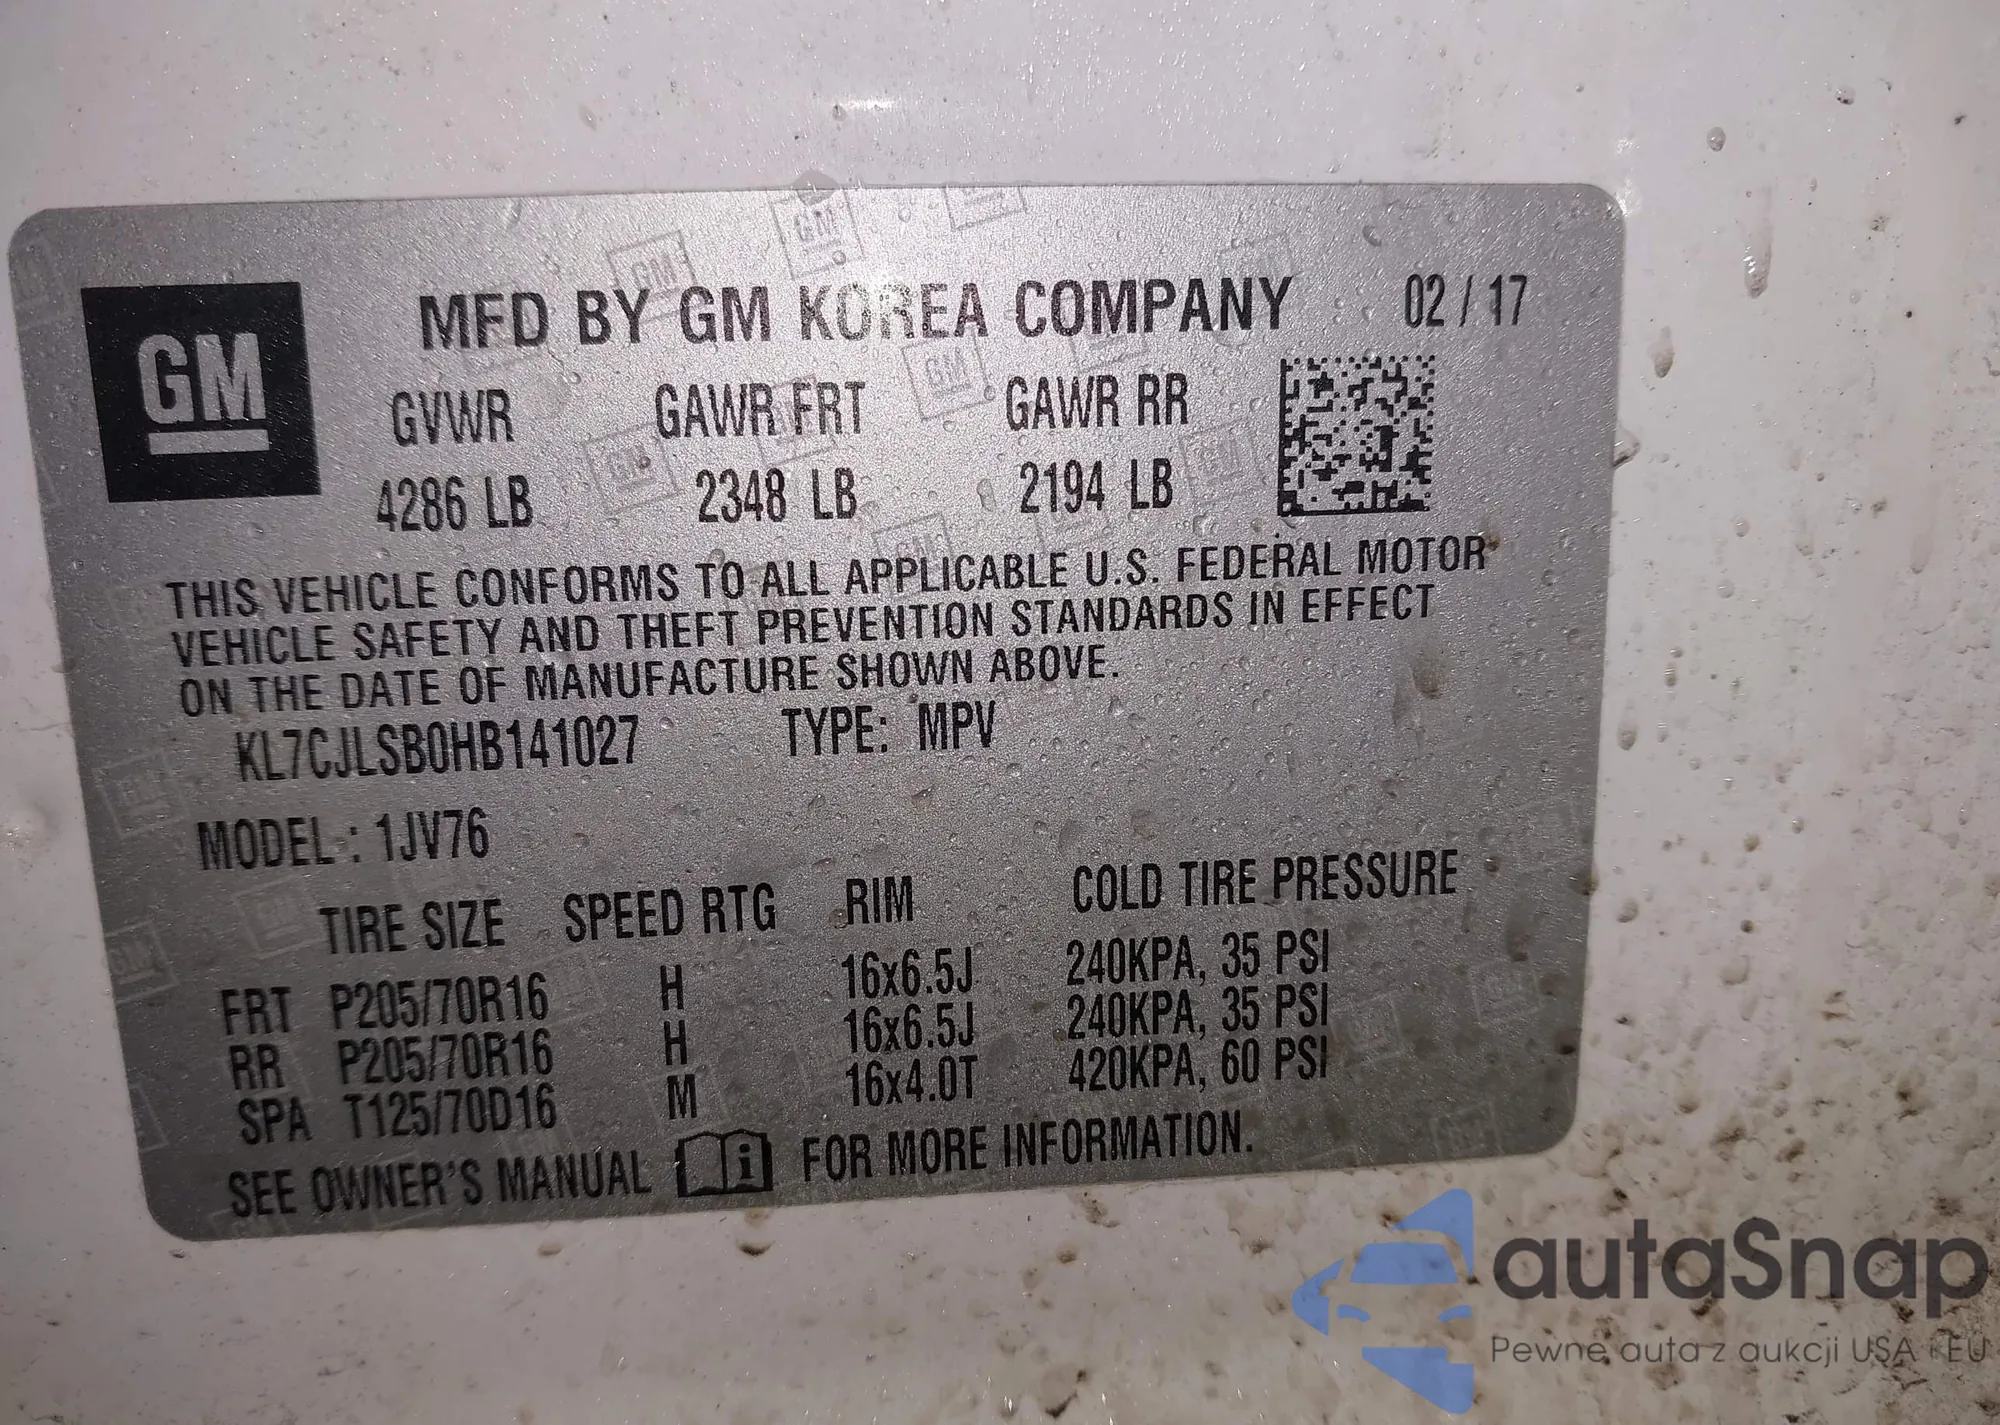 GM
MFD BY GM KOREA COMPANY 02 / 17
GVWR GAWR FRT GAWR RR
4286 LB 2348 LB 2194 LB
THIS VEHICLE CONFORMS TO ALL APPLICABLE U.S. FEDERAL MOTOR
VEHICLE SAFETY AND THEFT PREVENTION STANDARDS IN EFFECT
ON THE DATE OF MANUFACTURE SHOWN ABOVE.
KL7CJLSB0HB141027 TYPE: MPV
MODEL : 1JV76
TIRE SIZE SPEED RTG RIM COLD TIRE PRESSURE
FRT P205/70R16 H 16x6.5J 240KPA, 35 PSI
RR P205/70R16 H 16x6.5J 240KPA, 35 PSI
SPA T125/70D16 M 16x4.0T 420KPA, 60 PSI
SEE OWNER'S MANUAL i FOR MORE INFORMATION.
autaSnap
Pewne auta z aukcji USA i EU